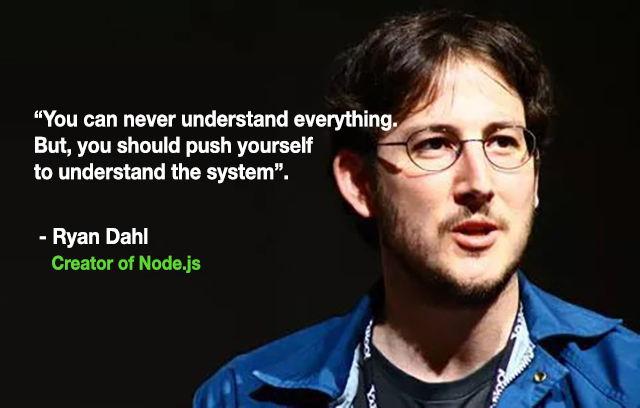 “You can never understand everything.
But, you should push yourself
to understand the system”.
- Ryan Dahl
Creator of Node.js